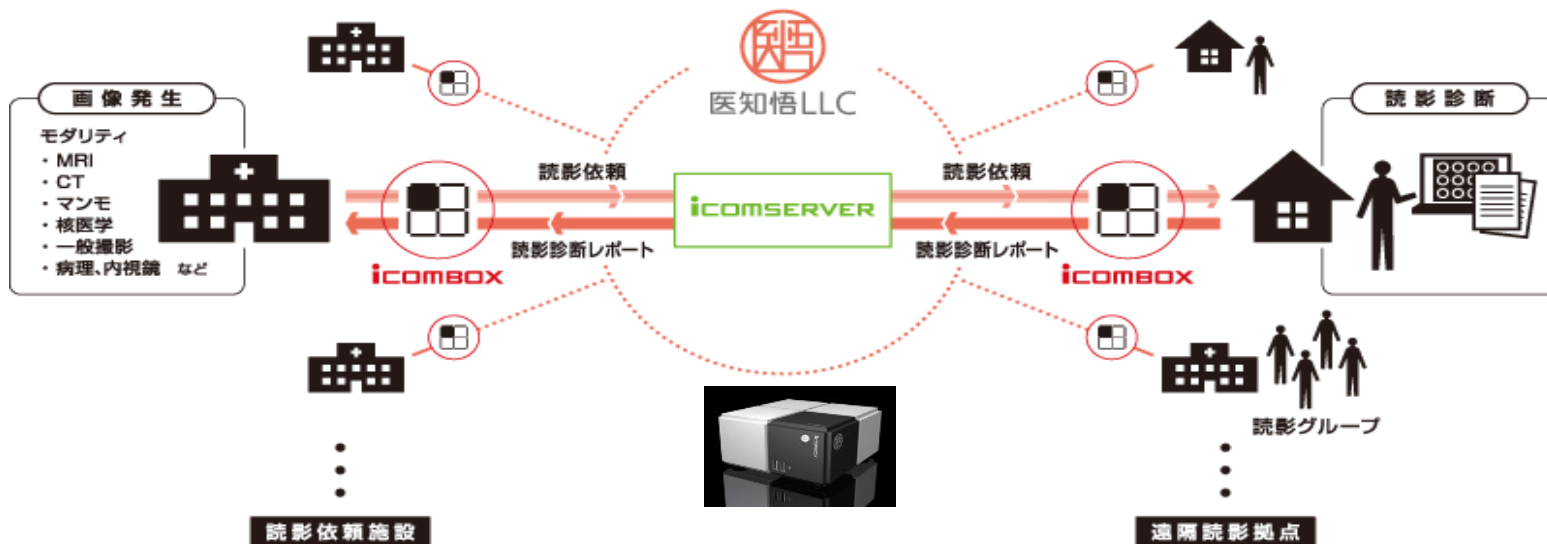 医知悟LLC
画像発生
モダリティ
・MRI
・CT
・マンモ
・核医学
・一般撮影
・病理、内視鏡 など
読影依頼
読影診断レポート
iCOMBOX
iCOMSERVER
読影依頼
読影診断レポート
iCOMBOX
読影診断
読影グループ
読影依頼施設
遠隔読影拠点